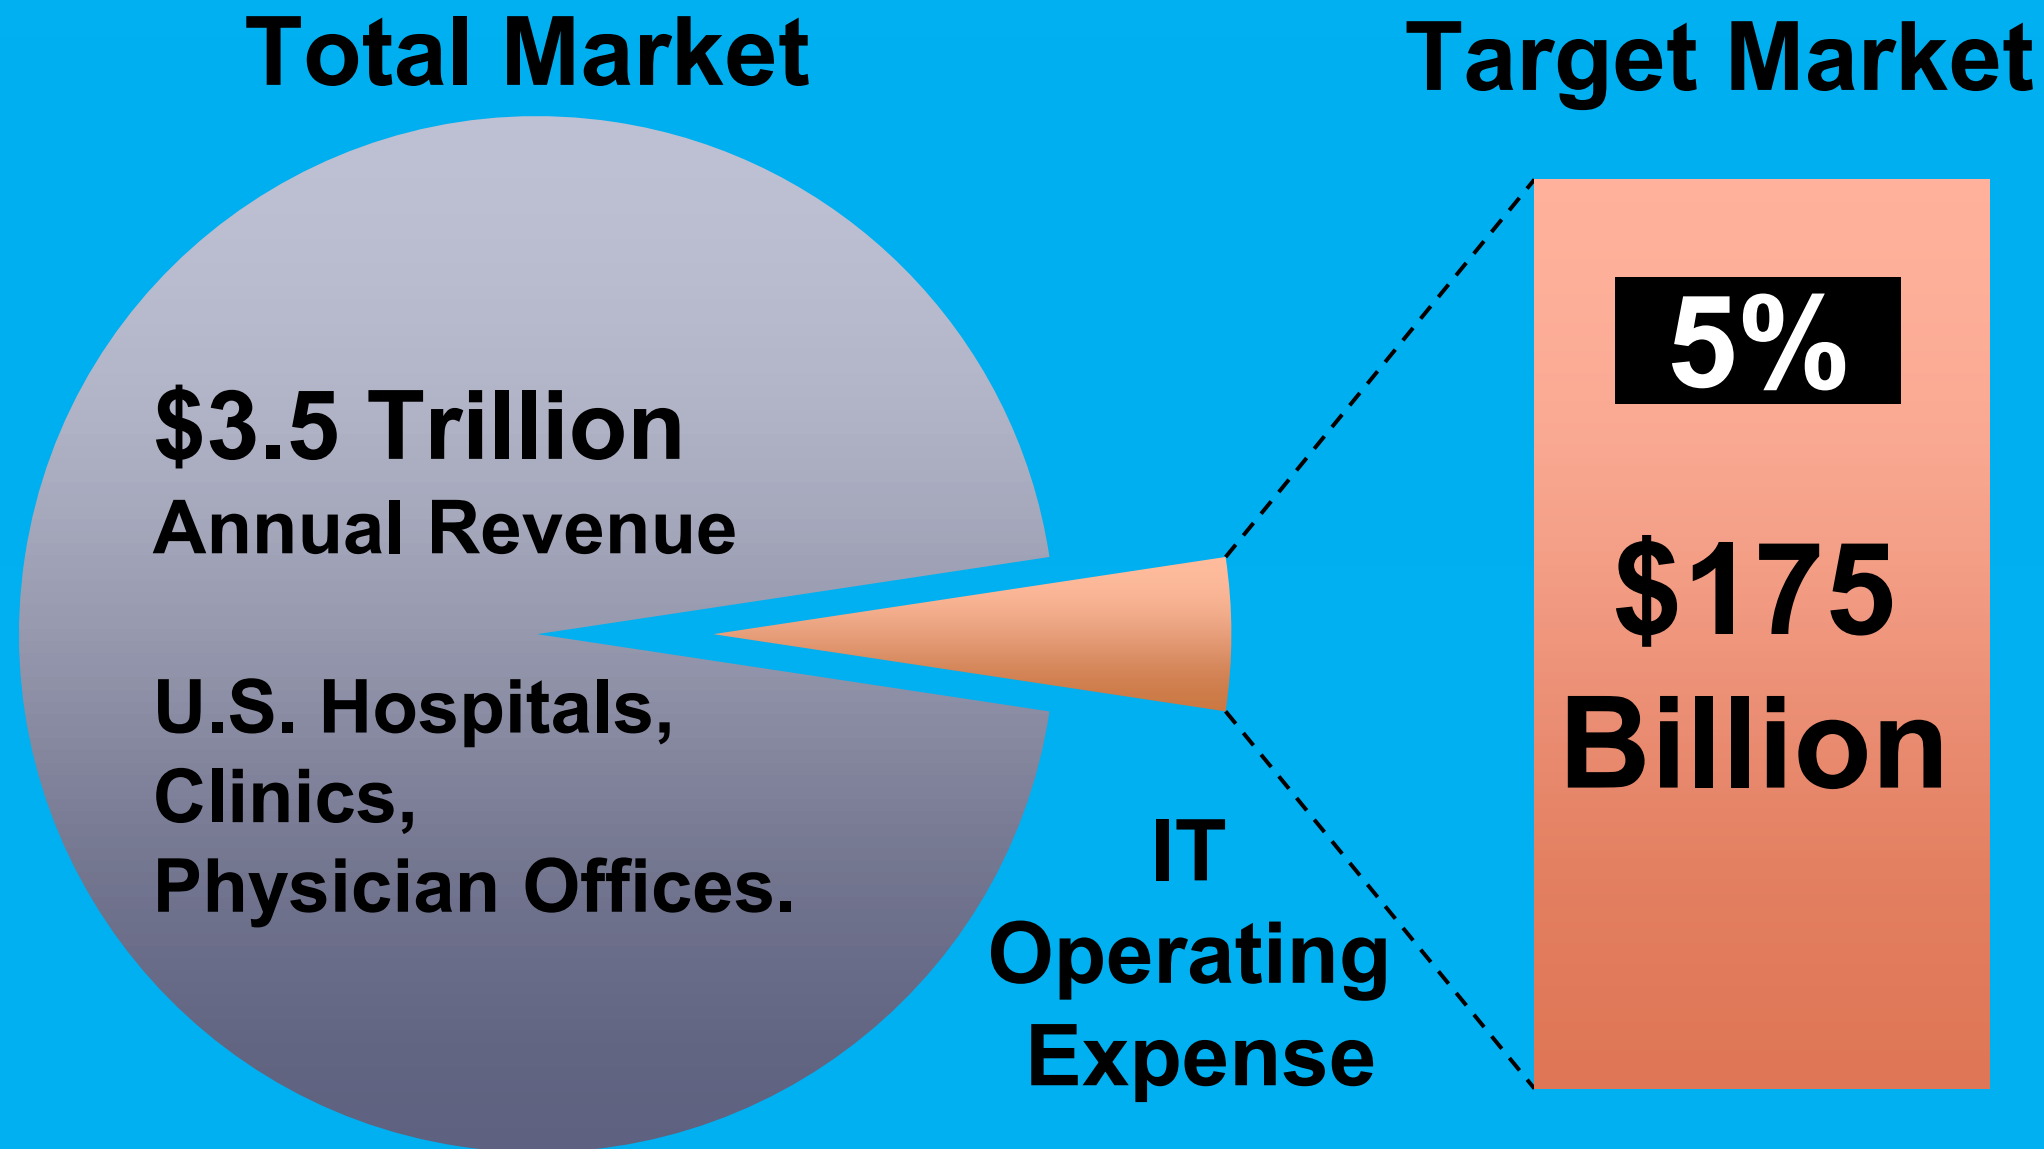 Total Market
$3.5 Trillion
Annual Revenue
U.S. Hospitals,
Clinics,
Physician Offices.
IT
Operating
Expense
Target Market
5%
$175
Billion